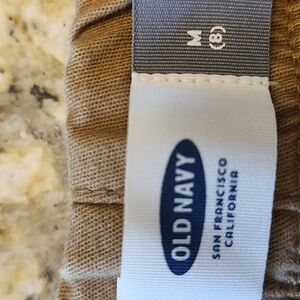 M
(8)
OLD NAVY
SAN FRANCISCO
CALIFORNIA